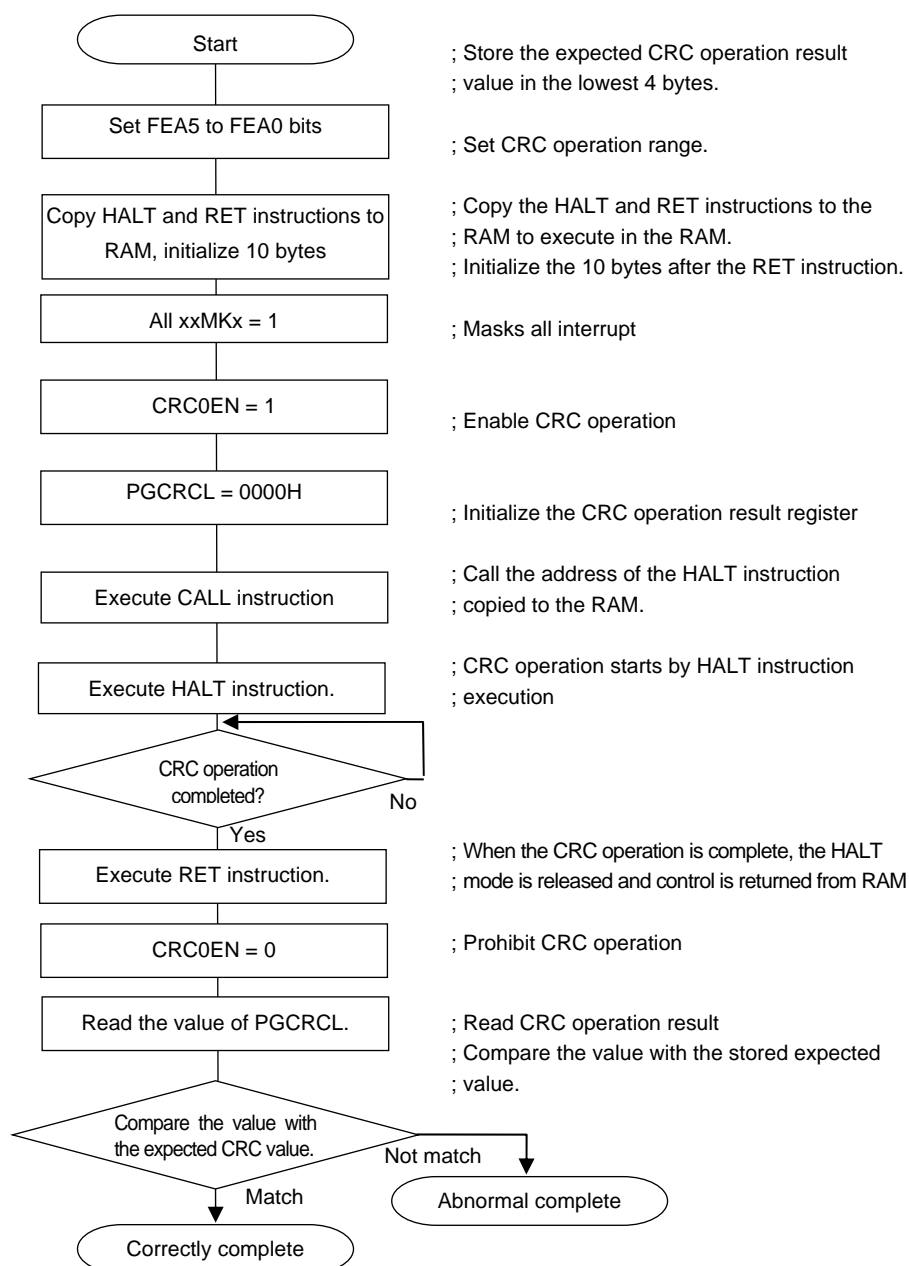 Start
; Store the expected CRC operation result
; value in the lowest 4 bytes.
Set FEA5 to FEA0 bits
; Set CRC operation range.
Copy HALT and RET instructions to
RAM, initialize 10 bytes
; Copy the HALT and RET instructions to the
; RAM to execute in the RAM.
; Initialize the 10 bytes after the RET instruction.
All xxMKx = 1
; Masks all interrupt
CRC0EN = 1
; Enable CRC operation
PGCRCL = 0000H
; Initialize the CRC operation result register
Execute CALL instruction
; Call the address of the HALT instruction
; copied to the RAM.
Execute HALT instruction.
; CRC operation starts by HALT instruction
; execution
CRC operation
completed?
No
Yes
Execute RET instruction.
; When the CRC operation is complete, the HALT
; mode is released and control is returned from RAM
CRC0EN = 0
; Prohibit CRC operation
Read the value of PGCRCL.
; Read CRC operation result
; Compare the value with the stored expected
; value.
Compare the value with
the expected CRC value.
Not match
Match
Abnormal complete
Correctly complete